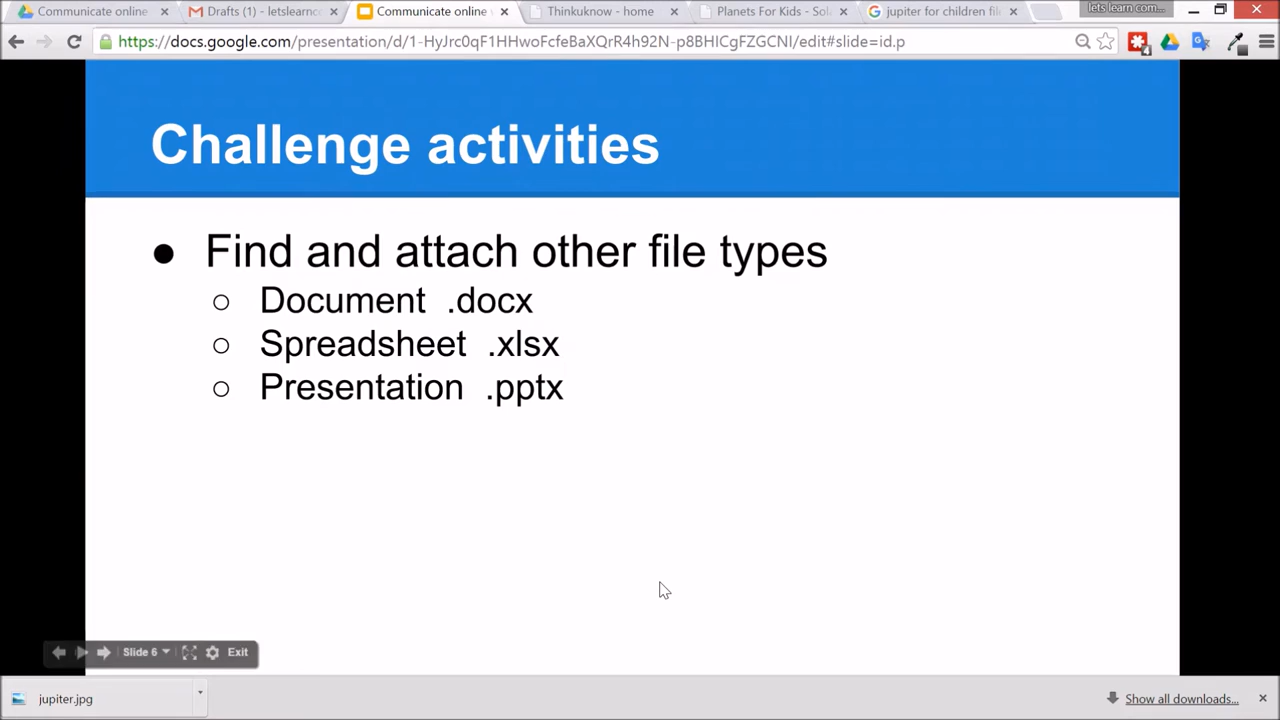 Communicate online
Drafts (1) - letslearnc
Communicate online
Thinkuknow - home
Planets For Kids - Sol
jupiter for children fil
lets learn com...
https://docs.google.com/presentation/d/1-HyJrc0qF1HHwoFcfeBaXQrR4h92N-p8BHICgFZGCNI/edit#slide=id.p
4
Challenge activities
● Find and attach other file types
○ Document .docx
○ Spreadsheet .xlsx
○ Presentation .pptx
Slide 6
Exit
jupiter.jpg
Show all downloads...